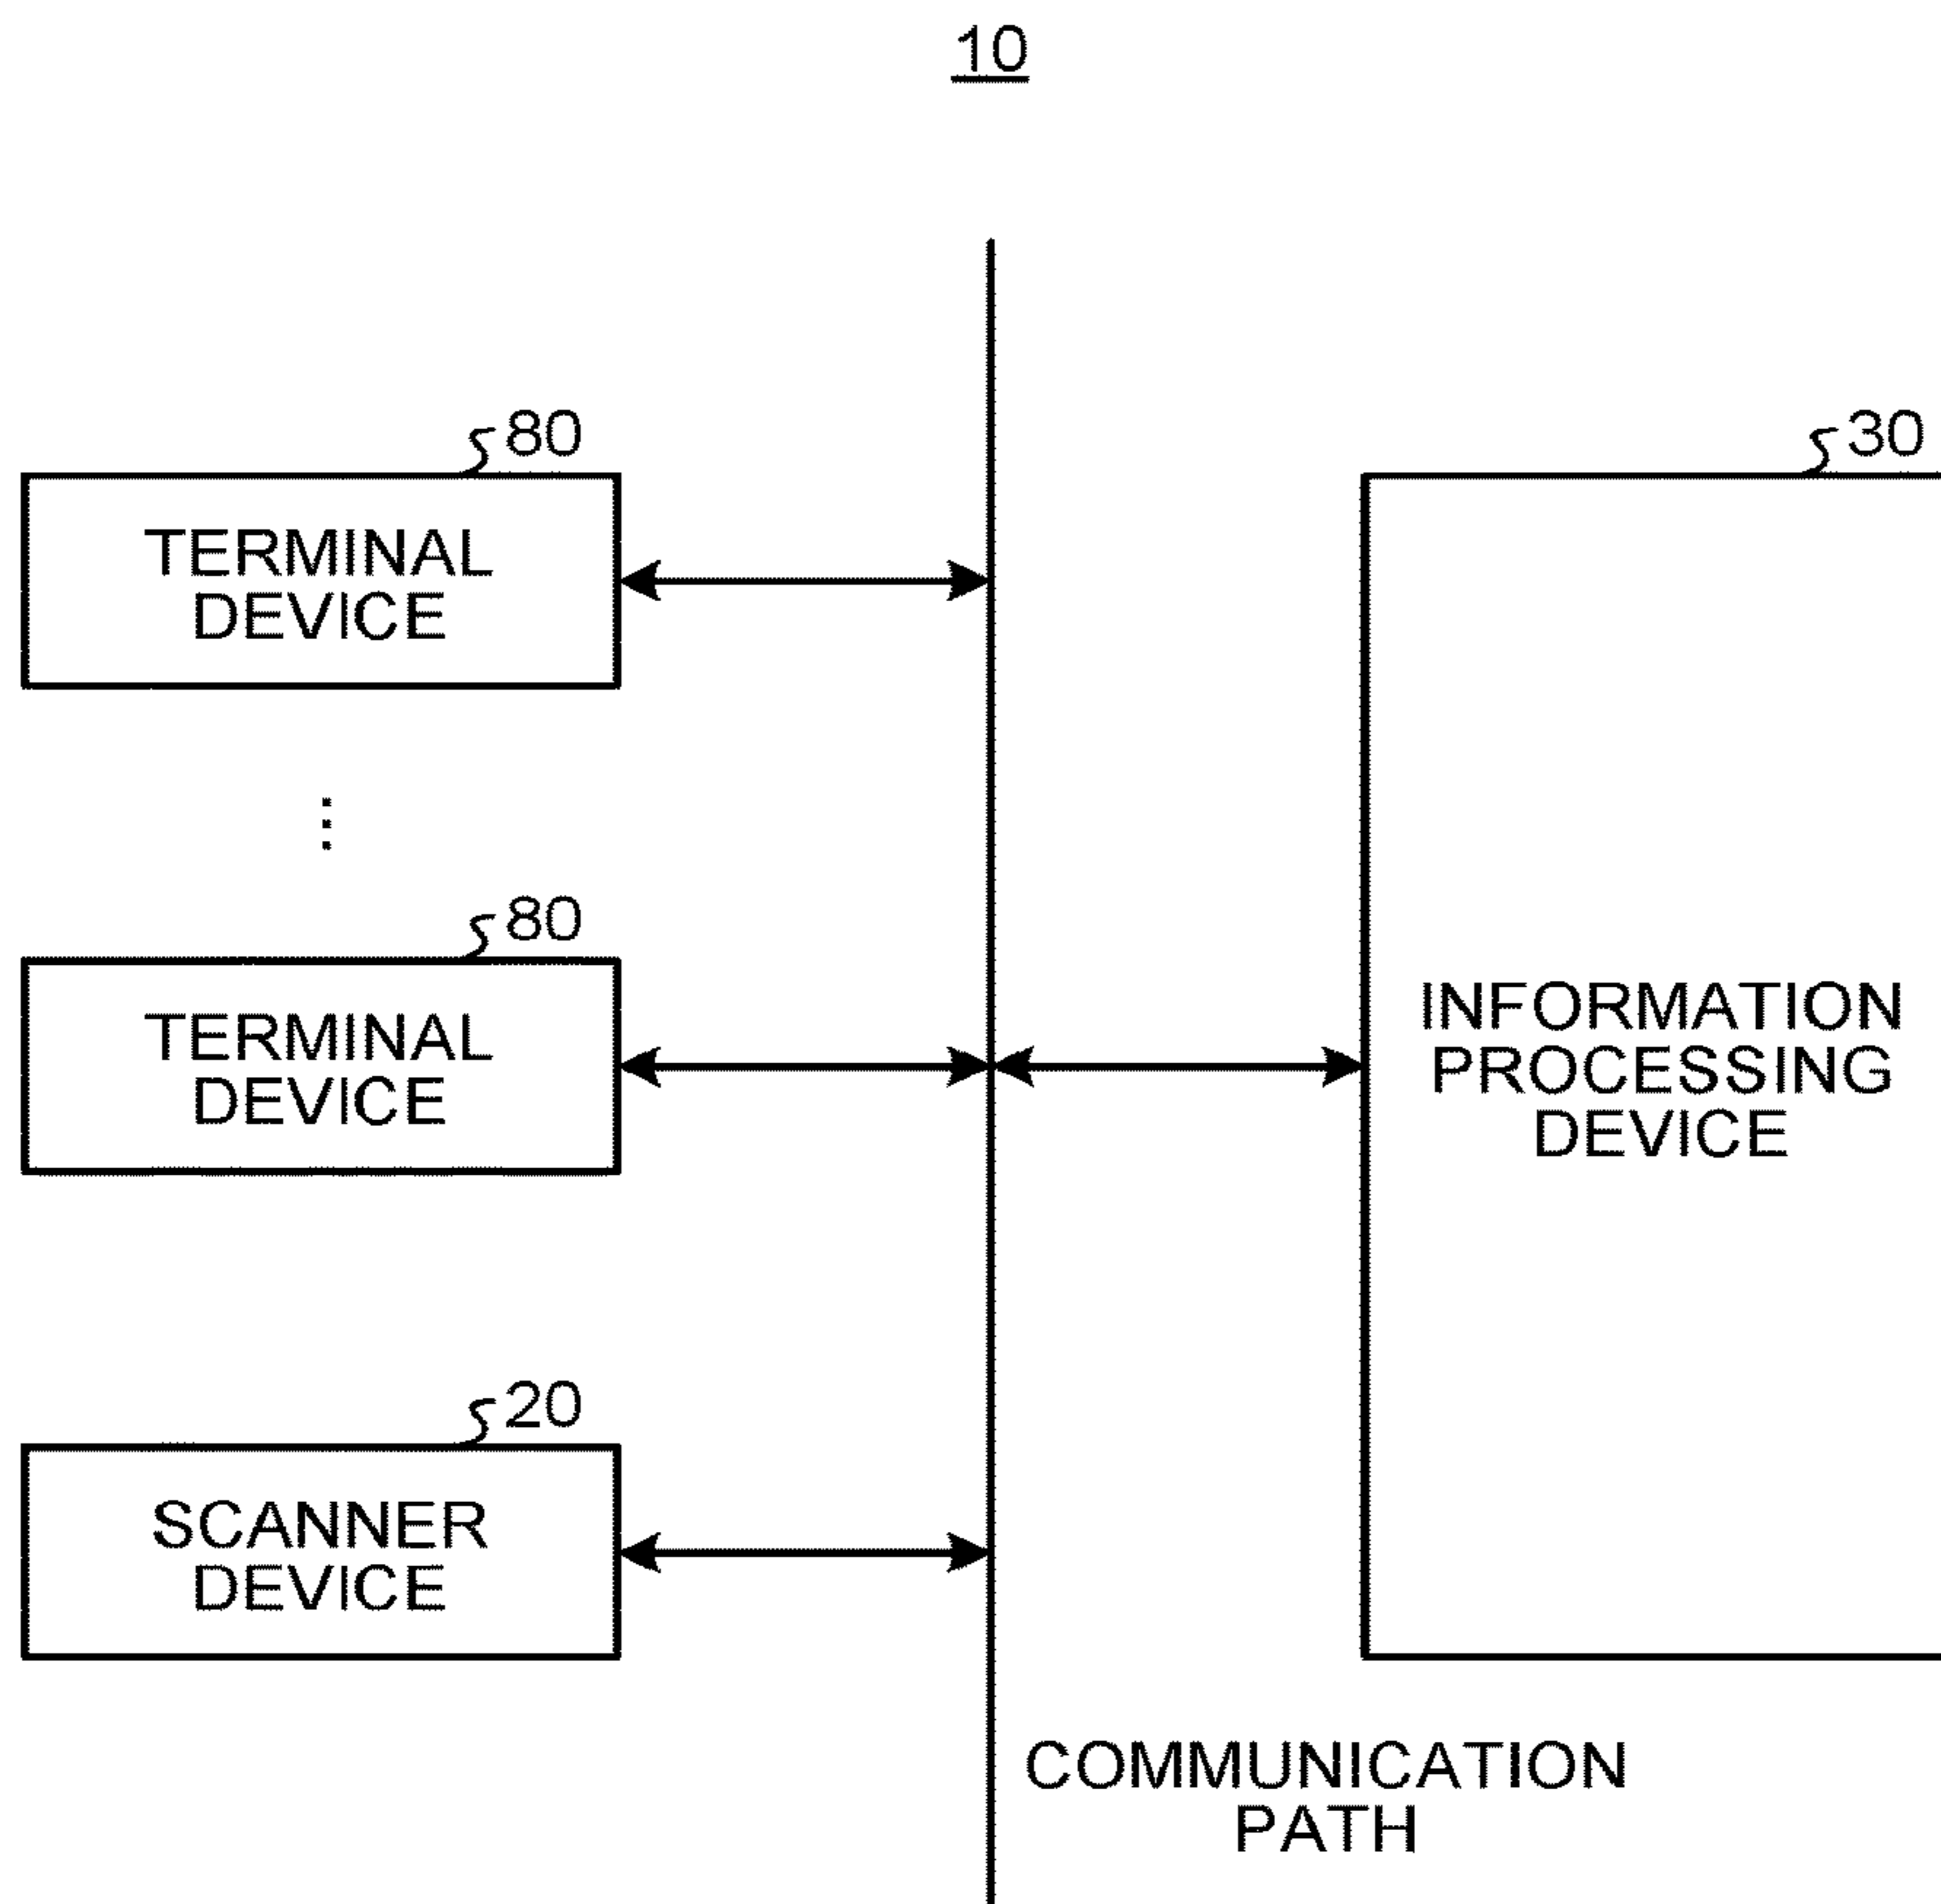 10
80
TERMINAL
DEVICE
30
⋮
80
TERMINAL
DEVICE
INFORMATION
PROCESSING
DEVICE
20
SCANNER
DEVICE
COMMUNICATION
PATH